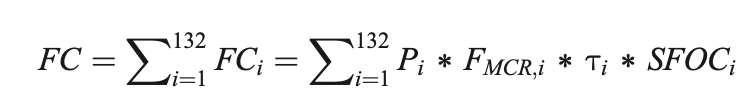 FC = ∑_{i=1}^{132} FC_i = ∑_{i=1}^{132} P_i * F_{MCR,i} * τ_i * SFOC_i